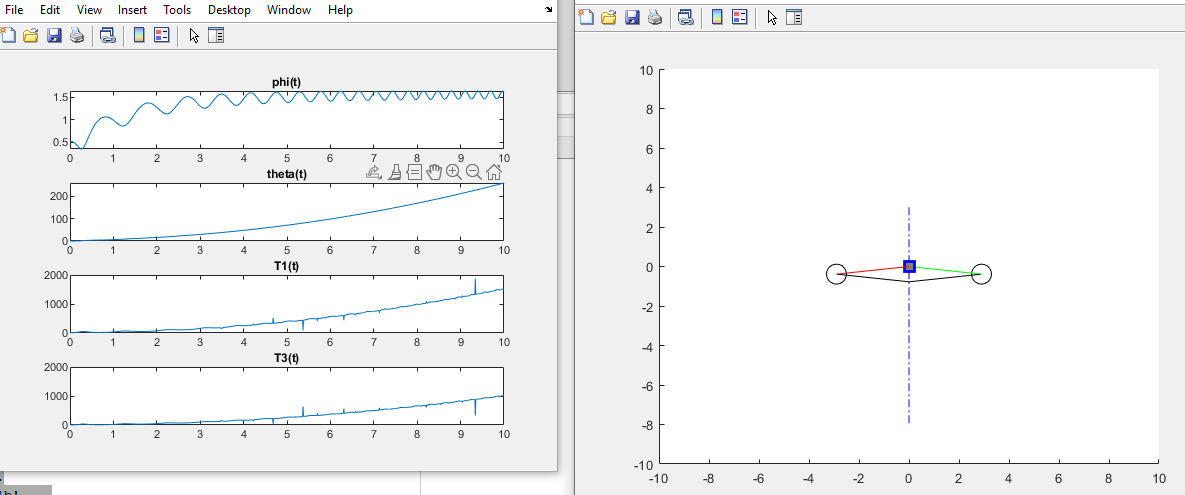 File Edit View Insert Tools Desktop Window Help
phi(t)
1.5
1
0.5
0 1 2 3 4 5 6 7 8 9 10
theta(t)
200
100
0
0 1 2 3 4 5 6 7 8 9 10
T1(t)
2000
1000
0
0 1 2 3 4 5 6 7 8 9 10
T3(t)
2000
1000
0
0 1 2 3 4 5 6 7 8 9 10
10
8
6
4
2
0
-2
-4
-6
-8
-10
-10 -8 -6 -4 -2 0 2 4 6 8 10